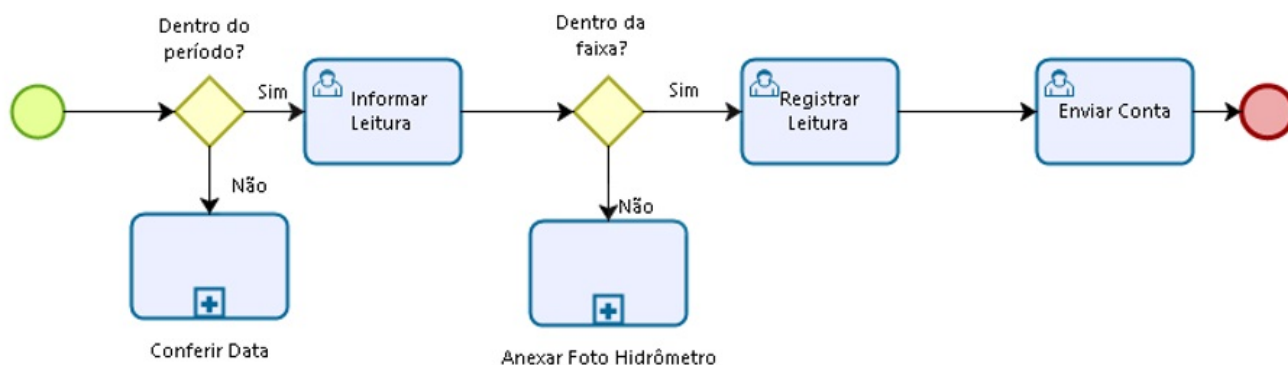 Dentro do
período?
Sim
Não
Conferir Data
Informar
Leitura
Dentro da
faixa?
Sim
Não
Anexar Foto Hidrômetro
Registrar
Leitura
Enviar Conta